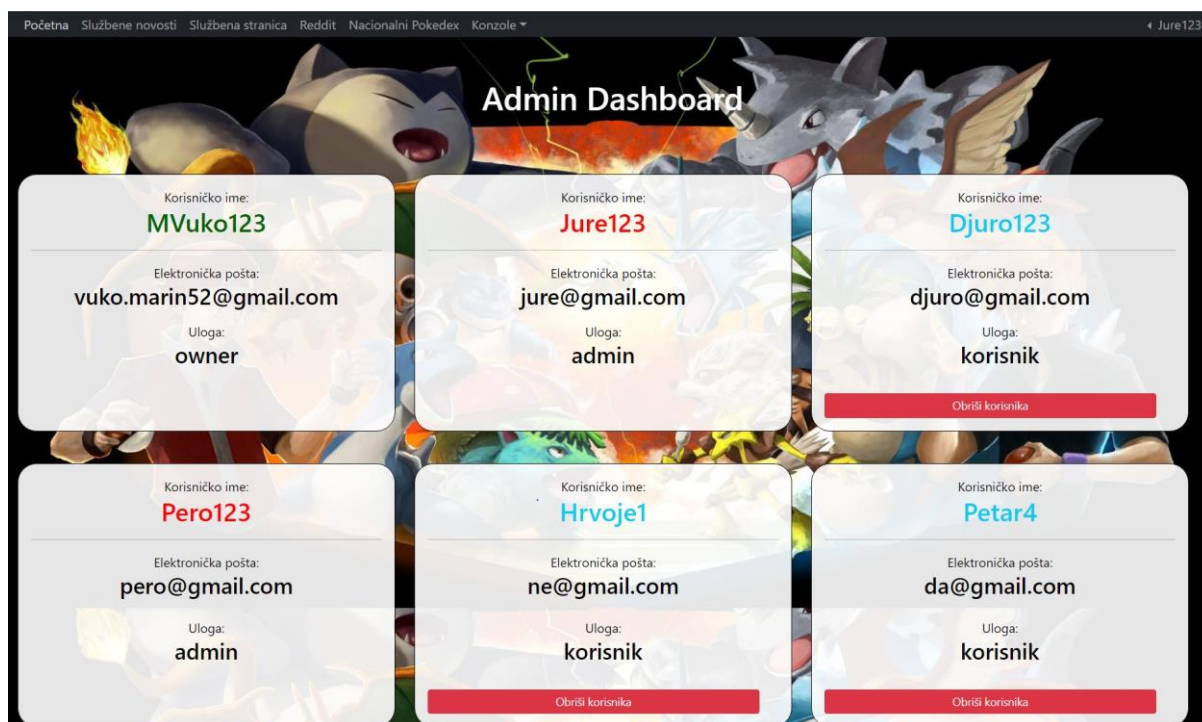 Početna Službene novosti Službena stranica Reddit Nacionalni Pokedex Konzole Jure123
Admin Dashboard
Korisničko ime:
MVuko123
Elektronička pošta:
vuko.marin52@gmail.com
Uloga:
owner
Korisničko ime:
Jure123
Elektronička pošta:
jure@gmail.com
Uloga:
admin
Korisničko ime:
Djuro123
Elektronička pošta:
djuro@gmail.com
Uloga:
korisnik
Obriši korisnika
Korisničko ime:
Pero123
Elektronička pošta:
pero@gmail.com
Uloga:
admin
Korisničko ime:
Hrvoje1
Elektronička pošta:
ne@gmail.com
Uloga:
korisnik
Obriši korisnika
Korisničko ime:
Petar4
Elektronička pošta:
da@gmail.com
Uloga:
korisnik
Obriši korisnika